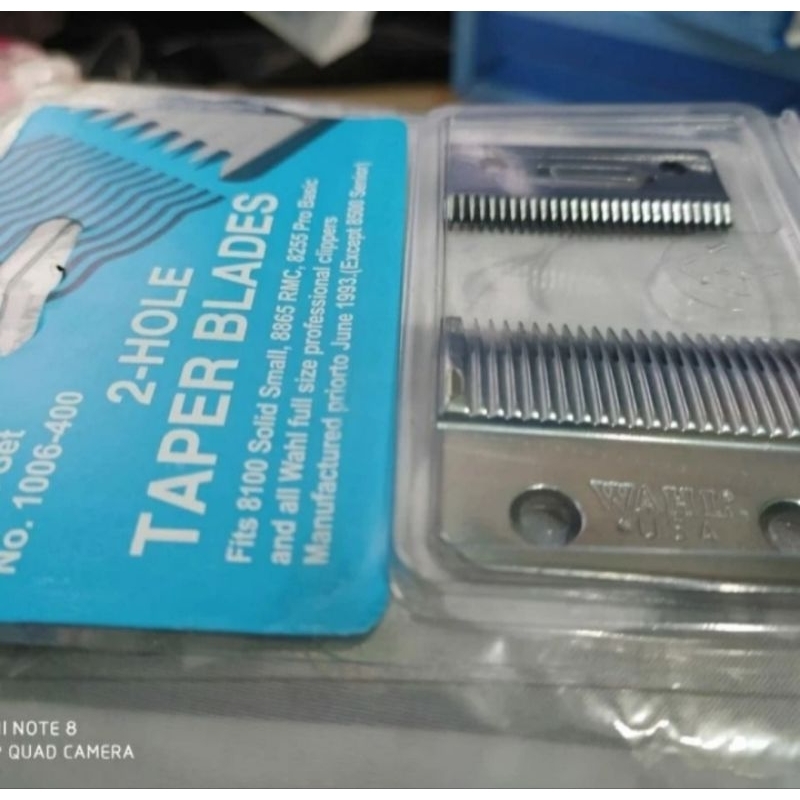 2-HOLE
TAPER BLADES
Fits 8100 Solid Small, 8865 RMC, 8255 Pro Basic
and all Wahl full size professional clippers
Manufactured priorto June 1993.(Except 8500 Senior)
Set
No. 1006-400
WAHL
USA
NOTE 8
QUAD CAMERA